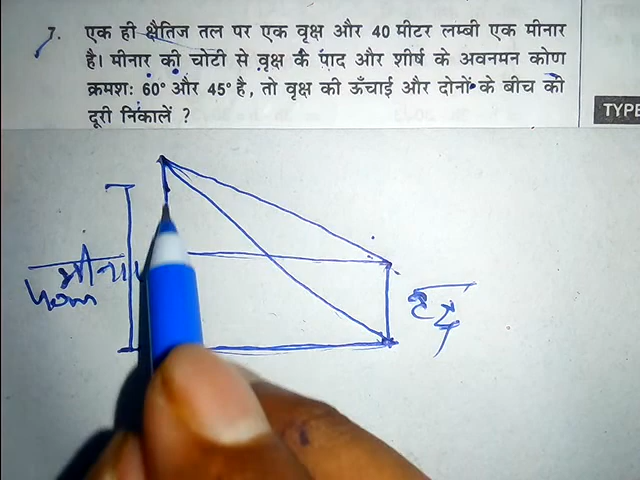 7. एक ही क्षैतिज तल पर एक वृक्ष और 40 मीटर लम्बी एक मीनार
है। मीनार की चोटी से वृक्ष के पाद और शीर्ष के अवनमन कोण
क्रमशः 60° और 45° है, तो वृक्ष की ऊँचाई और दोनों के बीच की
दूरी निकालें ?
TYPE
40m